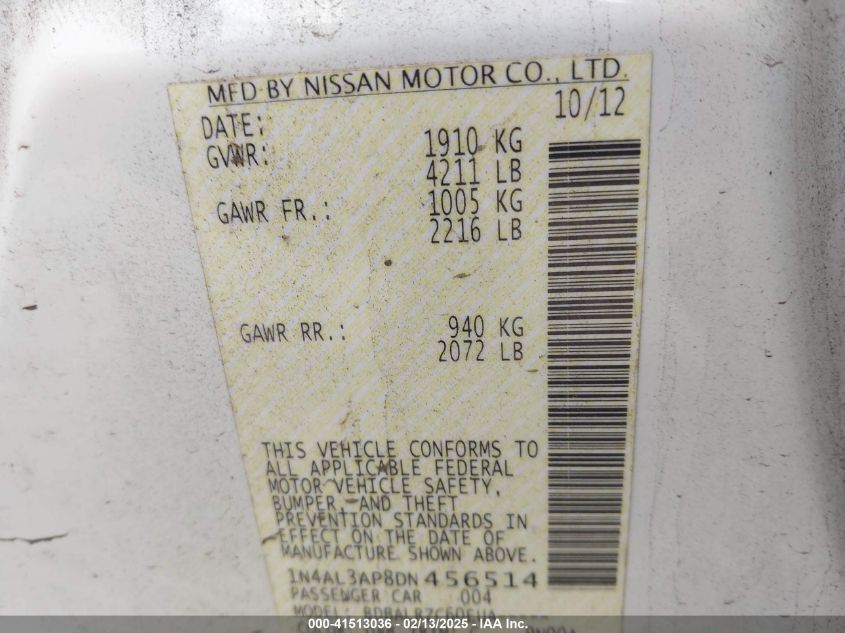 MFD BY NISSAN MOTOR CO., LTD.
DATE: 10/12
GVWR: 1910 KG
4211 LB
GAWR FR.: 1005 KG
2216 LB
GAWR RR.: 940 KG
2072 LB
THIS VEHICLE CONFORMS TO
ALL APPLICABLE FEDERAL
MOTOR VEHICLE SAFETY,
BUMPER, AND THEFT
PREVENTION STANDARDS IN
EFFECT ON THE DATE OF
MANUFACTURE SHOWN ABOVE.
1N4AL3AP8DN456514
PASSENGER CAR 004
MODEL:
000-41513036 - 02/13/2025 - IAA Inc.